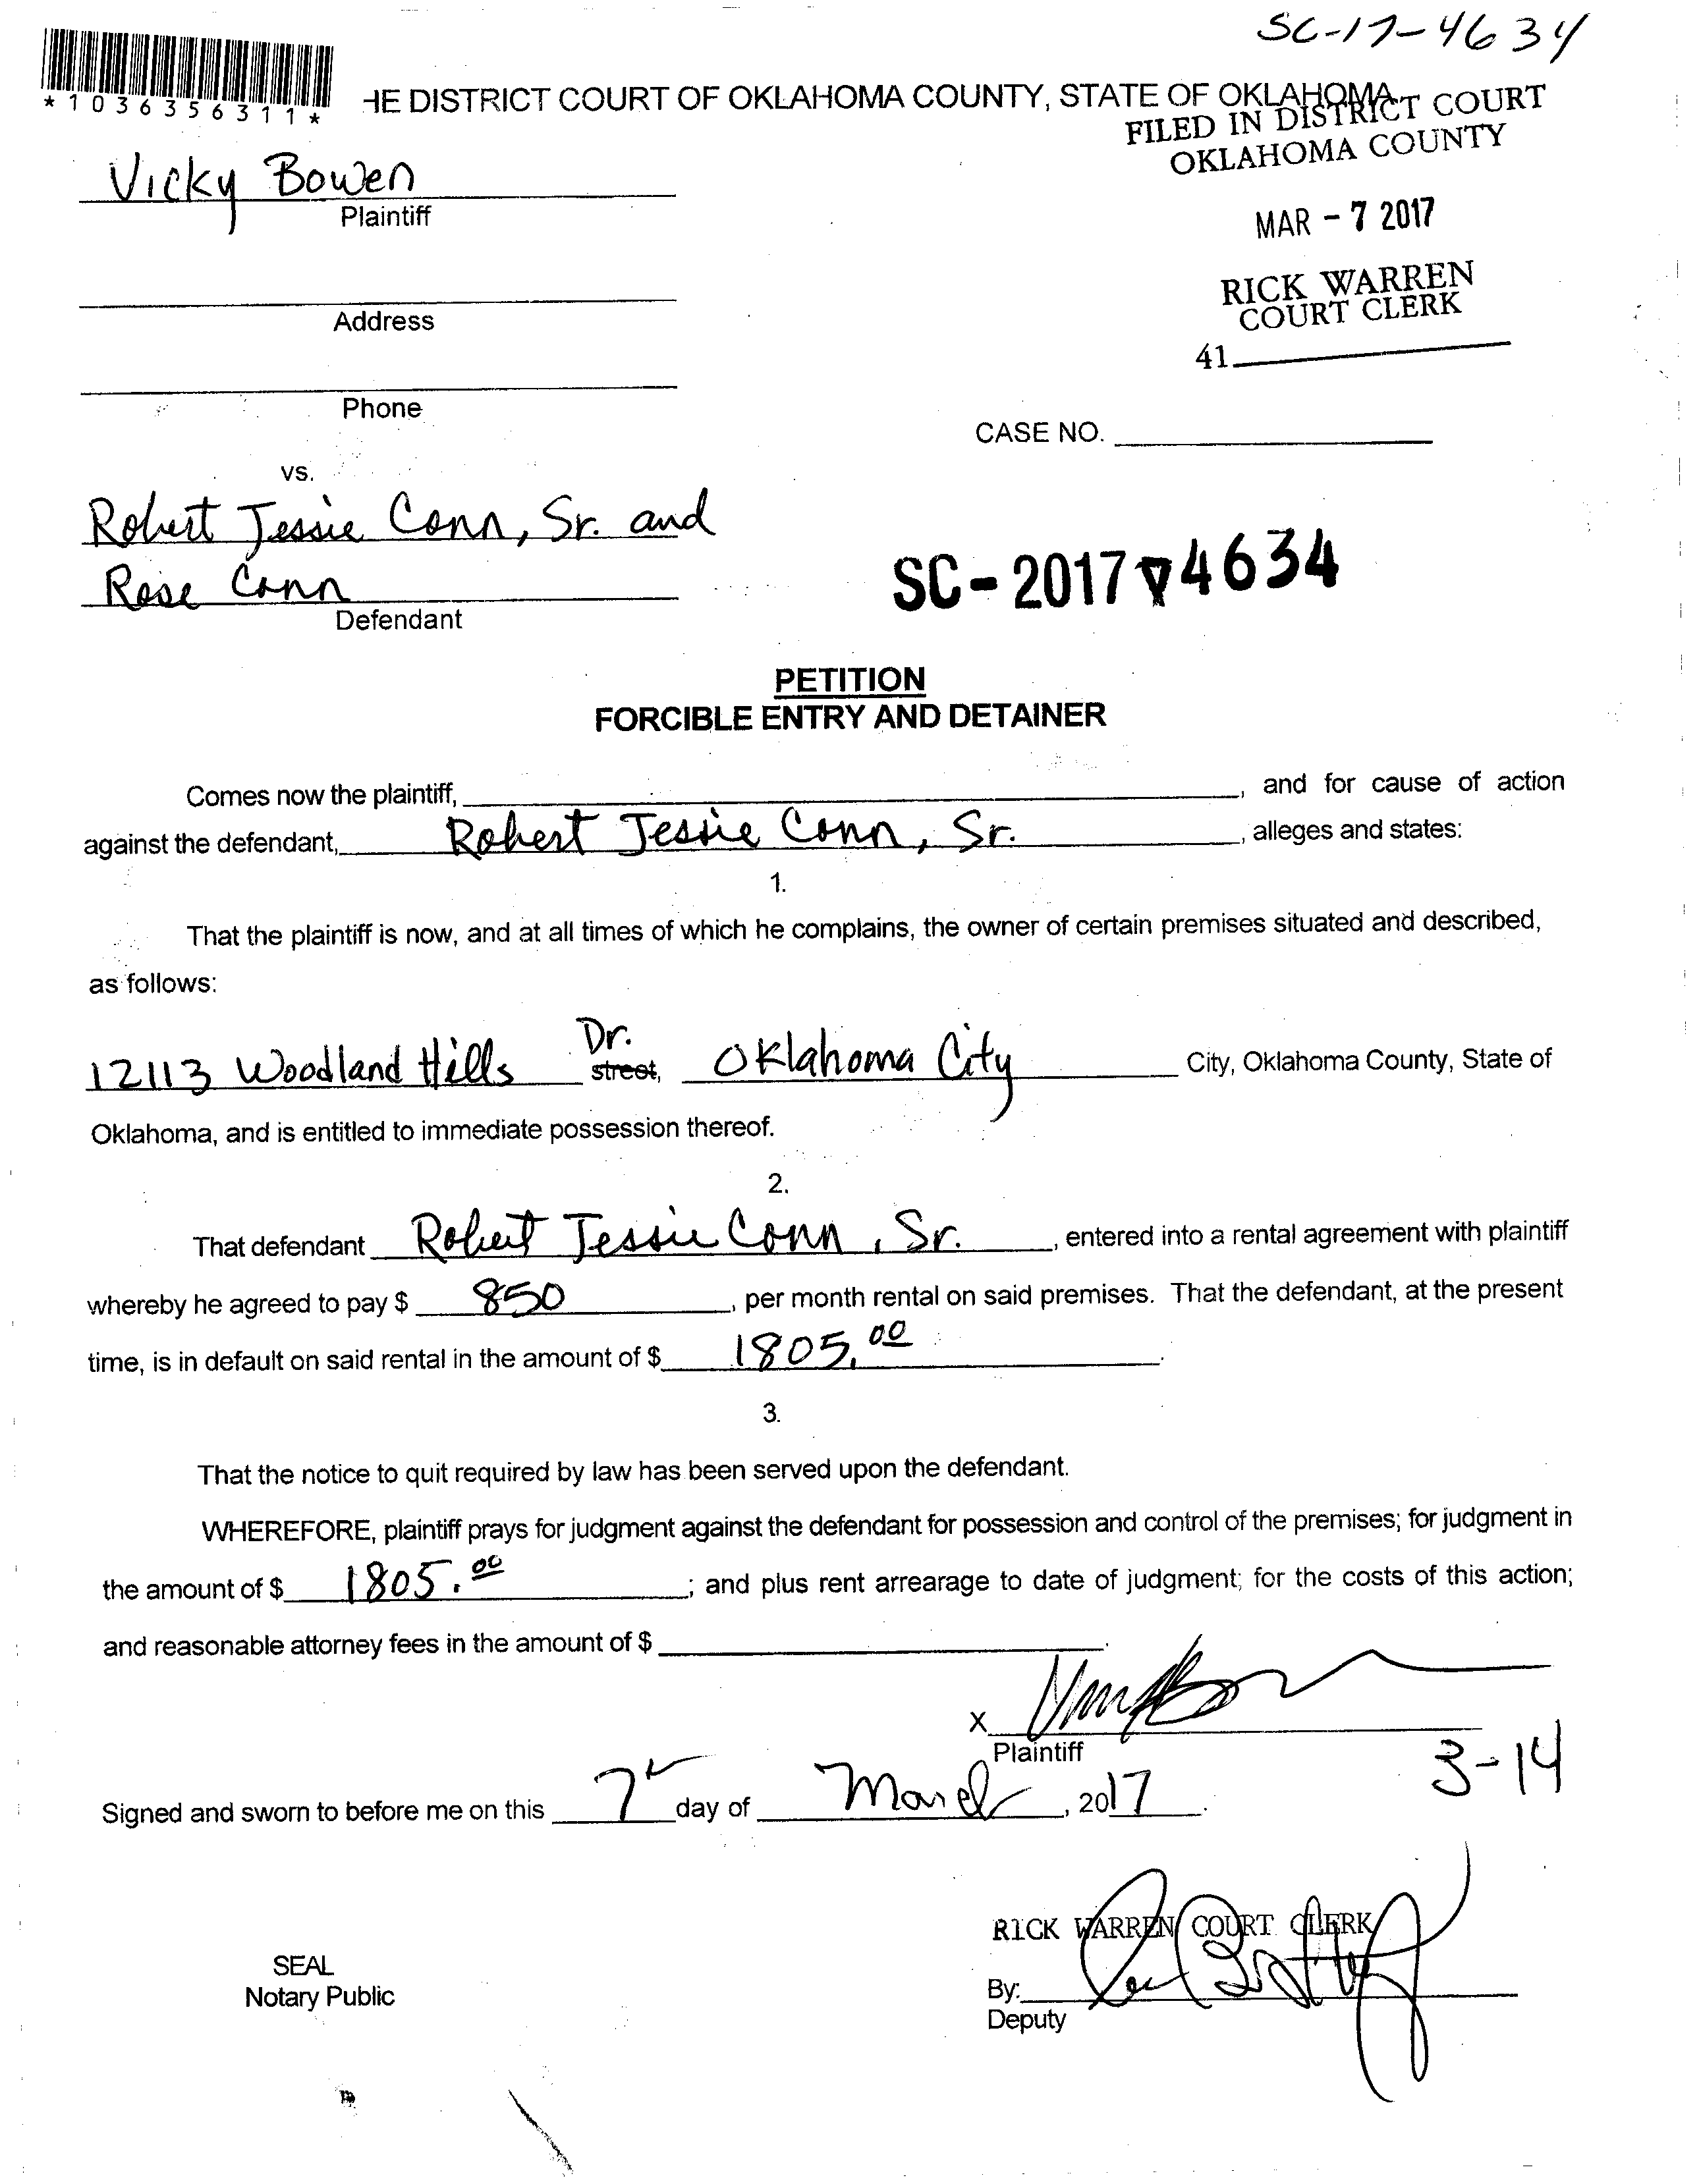 SC-17-4634
*1036356311*
HE DISTRICT COURT OF OKLAHOMA COUNTY, STATE OF OKLAHOMA
FILED IN DISTRICT COURT
OKLAHOMA COUNTY
Vicky Bowen
Plaintiff
MAR - 7 2017
RICK WARREN
COURT CLERK
Address
41
Phone
CASE NO.
vs.
Robert Jessie Conn, Sr. and
Rose Conn
Defendant
SC-2017 4634
PETITION
FORCIBLE ENTRY AND DETAINER
Comes now the plaintiff, , and for cause of action
against the defendant, Robert Jessie Conn, Sr. , alleges and states:
1.
That the plaintiff is now, and at all times of which he complains, the owner of certain premises situated and described,
as follows:
Dr.
12113 Woodland Hills street, Oklahoma City City, Oklahoma County, State of
Oklahoma, and is entitled to immediate possession thereof.
2.
That defendant Robert Jessie Conn, Sr. , entered into a rental agreement with plaintiff
whereby he agreed to pay $ 850 , per month rental on said premises. That the defendant, at the present
time, is in default on said rental in the amount of $ 1805.00 .
3.
That the notice to quit required by law has been served upon the defendant.
WHEREFORE, plaintiff prays for judgment against the defendant for possession and control of the premises; for judgment in
the amount of $ 1805.00 ; and plus rent arrearage to date of judgment; for the costs of this action;
and reasonable attorney fees in the amount of $ .
X
Plaintiff
3-14
Signed and sworn to before me on this 7th day of March , 2017 .
RICK WARREN COURT CLERK
SEAL
Notary Public
By:
Deputy